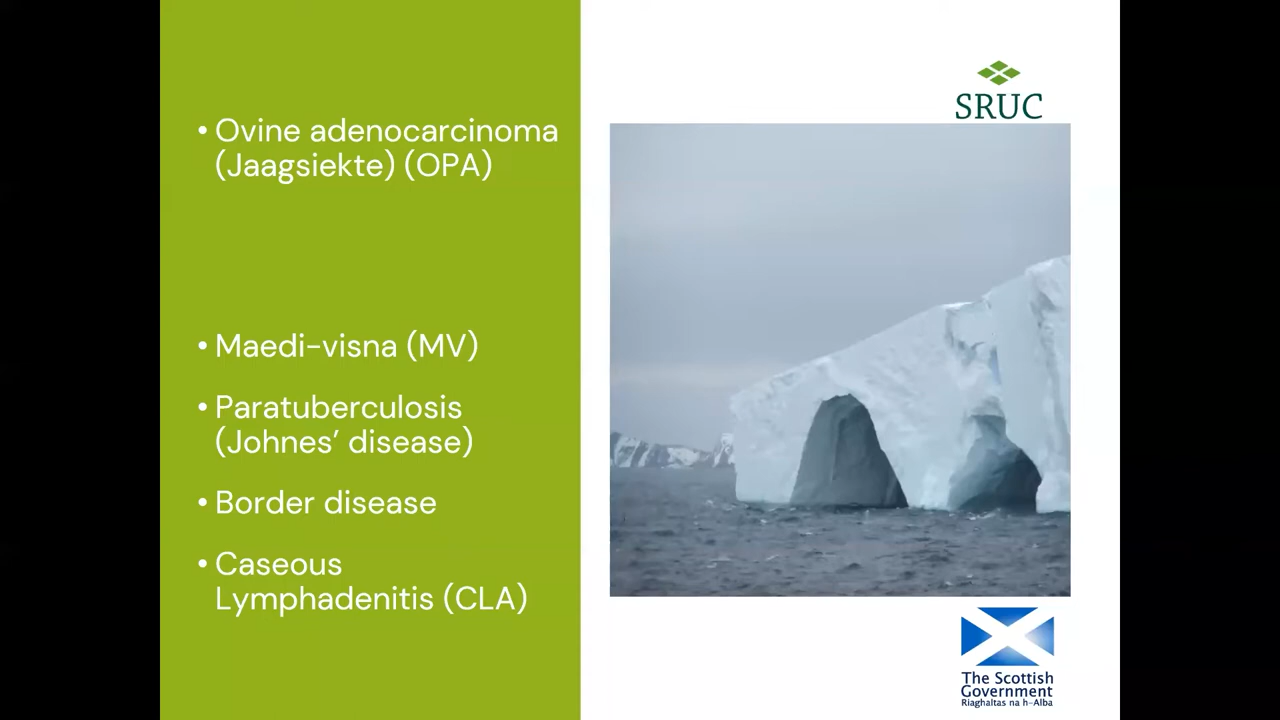 • Ovine adenocarcinoma
(Jaagsiekte) (OPA)
• Maedi-visna (MV)
• Paratuberculosis
(Johnes’ disease)
• Border disease
• Caseous
Lymphadenitis (CLA)
SRUC
The Scottish
Government
Riaghaltas na h-Alba